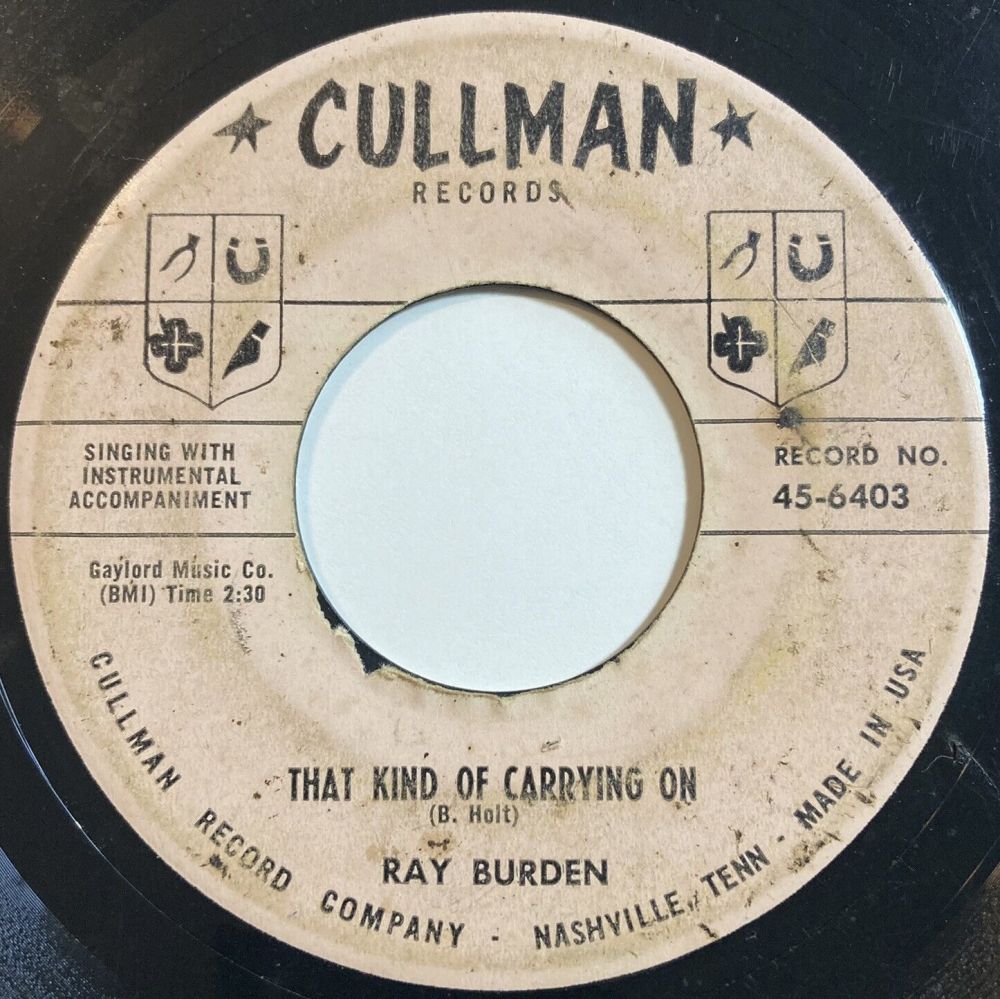 CULLMAN
RECORDS
SINGING WITH
INSTRUMENTAL
ACCOMPANIMENT
RECORD NO.
45-6403
Gaylord Music Co.
(BMI) Time 2:30
THAT KIND OF CARRYING ON
(B. Holt)
RAY BURDEN
CULLMAN RECORD COMPANY - NASHVILLE, TENN - MADE IN USA